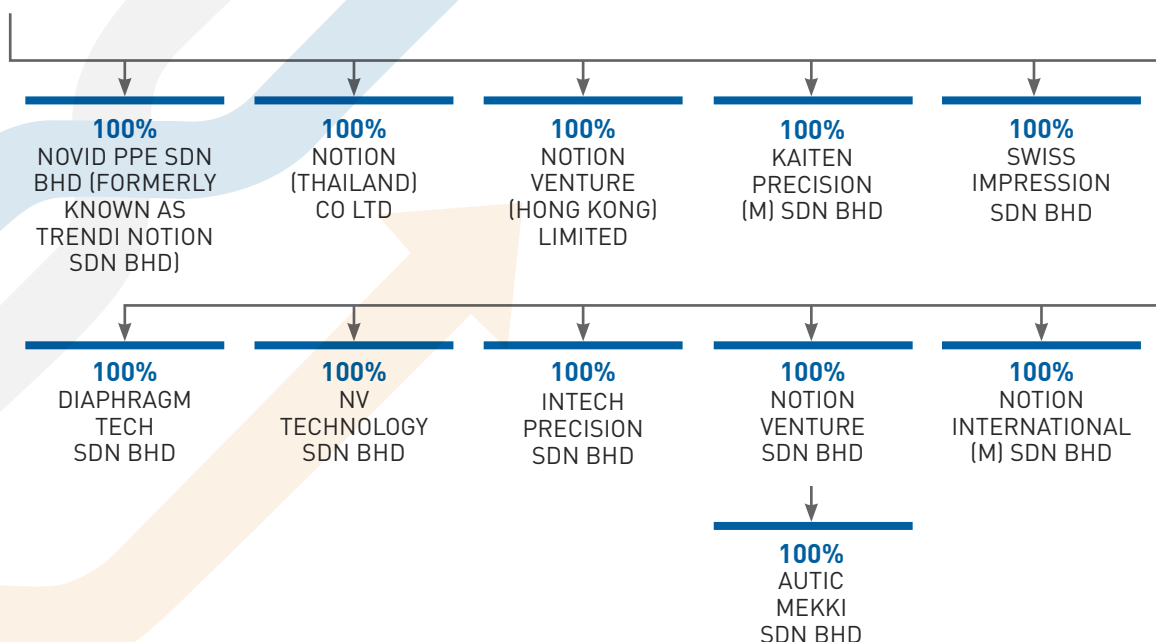 100%
NOVID PPE SDN
BHD (FORMERLY
KNOWN AS
TRENDI NOTION
SDN BHD)
100%
NOTION
(THAILAND)
CO LTD
100%
NOTION
VENTURE
(HONG KONG)
LIMITED
100%
KAITEN
PRECISION
(M) SDN BHD
100%
SWISS
IMPRESSION
SDN BHD
100%
DIAPHRAGM
TECH
SDN BHD
100%
NV
TECHNOLOGY
SDN BHD
100%
INTECH
PRECISION
SDN BHD
100%
NOTION
VENTURE
SDN BHD
100%
NOTION
INTERNATIONAL
(M) SDN BHD
100%
AUTIC
MEKKI
SDN BHD